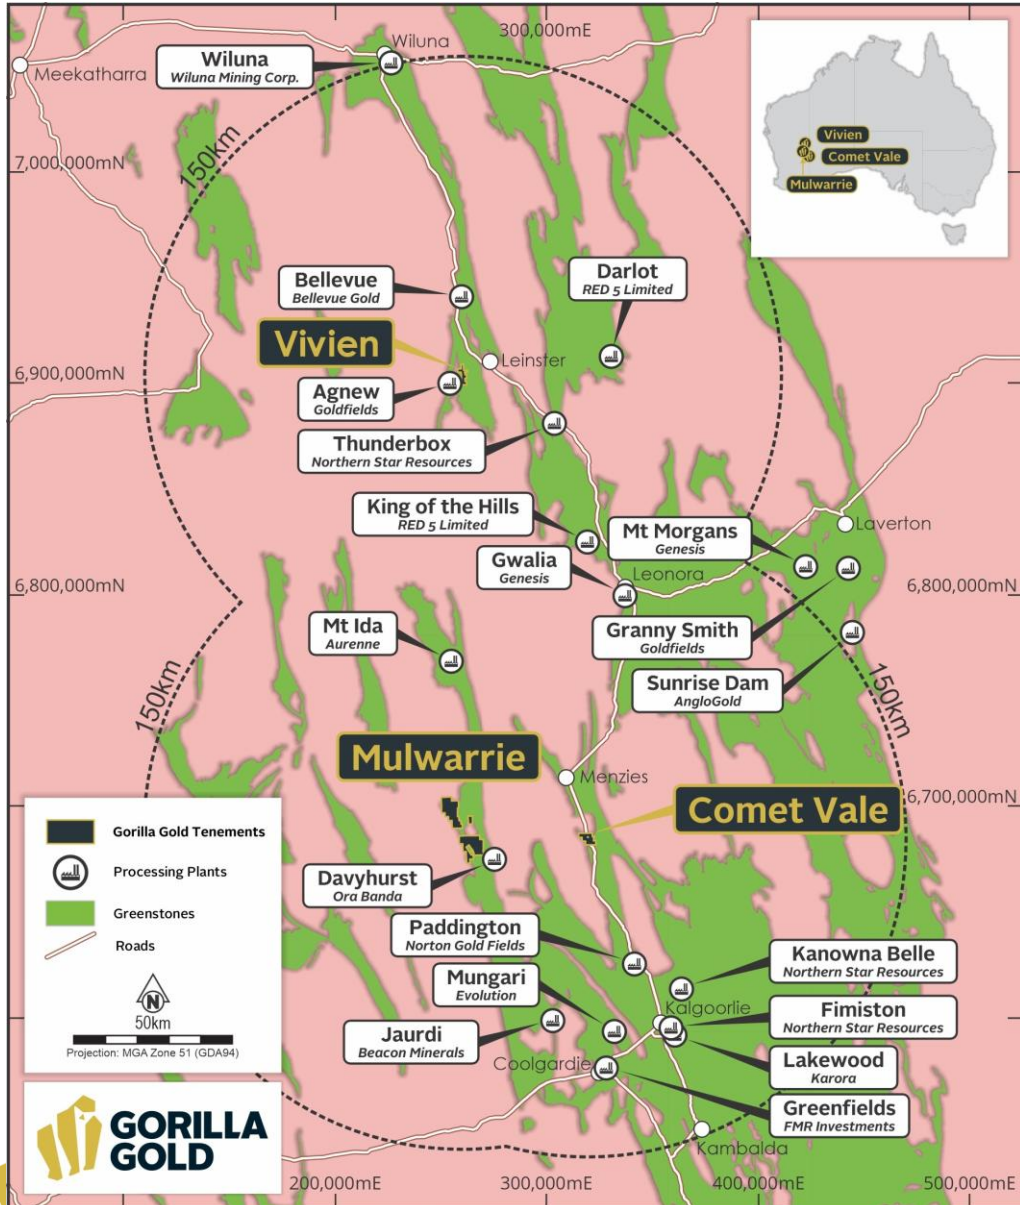 300,000mE
Wiluna
Meekatharra
Wiluna
Wiluna Mining Corp.
Vivien
Comet Vale
Mulwarrie
150km
7,000,000mN
Bellevue
Bellevue Gold
Darlot
RED 5 Limited
Vivien
Leinster
6,900,000mN
Agnew
Goldfields
Thunderbox
Northern Star Resources
King of the Hills
RED 5 Limited
Mt Morgans
Genesis
Laverton
Gwalia
Genesis
Leonora
6,800,000mN
6,800,000mN
Mt Ida
Aurenne
Granny Smith
Goldfields
Sunrise Dam
AngloGold
150km
150km
Mulwarrie
Menzies
Comet Vale
6,700,000mN
Gorilla Gold Tenements
Processing Plants
Greenstones
Roads
N
50km
Projection: MGA Zone 51 (GDA94)
Davyhurst
Ora Banda
Paddington
Norton Gold Fields
Kanowna Belle
Northern Star Resources
Mungari
Evolution
Kalgoorlie
Fimiston
Northern Star Resources
Jaurdi
Beacon Minerals
Coolgardie
Lakewood
Karora
Greenfields
FMR Investments
Kambalda
GORILLA
GOLD
200,000mE
300,000mE
400,000mE
500,000mE